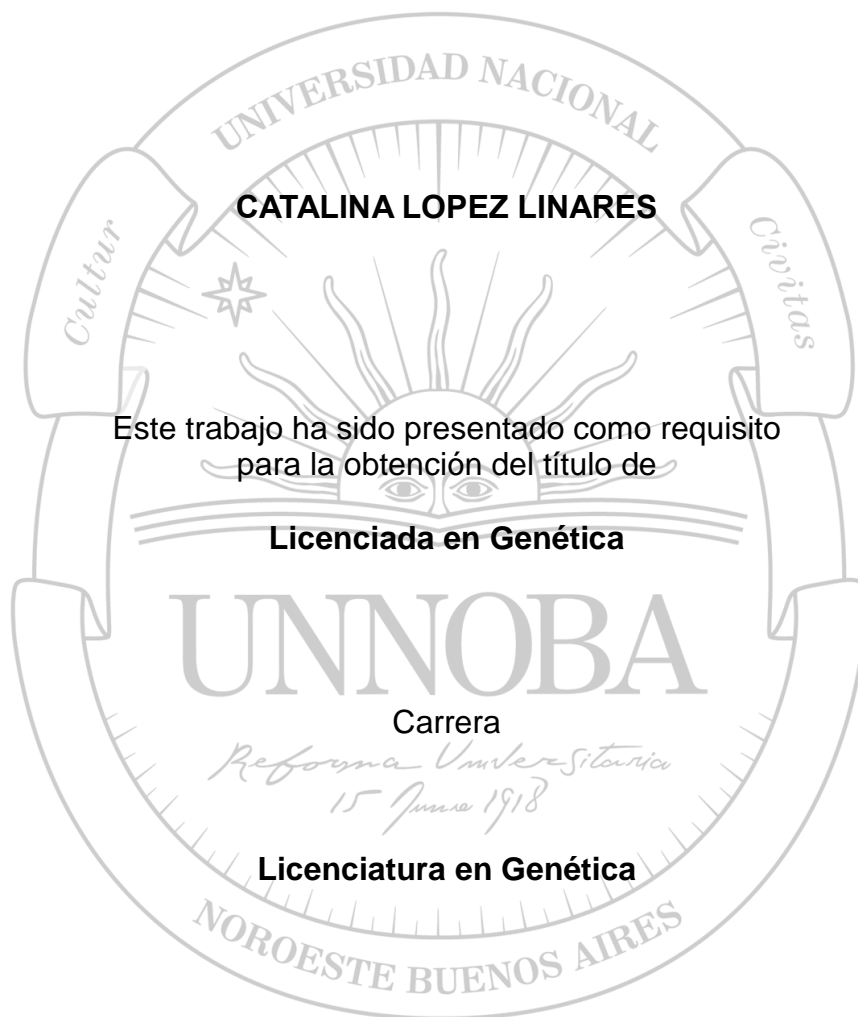 UNIVERSIDAD NACIONAL
CATALINA LOPEZ LINARES
Cultur
Civitas
Este trabajo ha sido presentado como requisito
para la obtención del título de
Licenciada en Genética
UNNOBA
Carrera
Reforma Universitaria
15 Junio 1918
Licenciatura en Genética
NOROESTE BUENOS AIRES